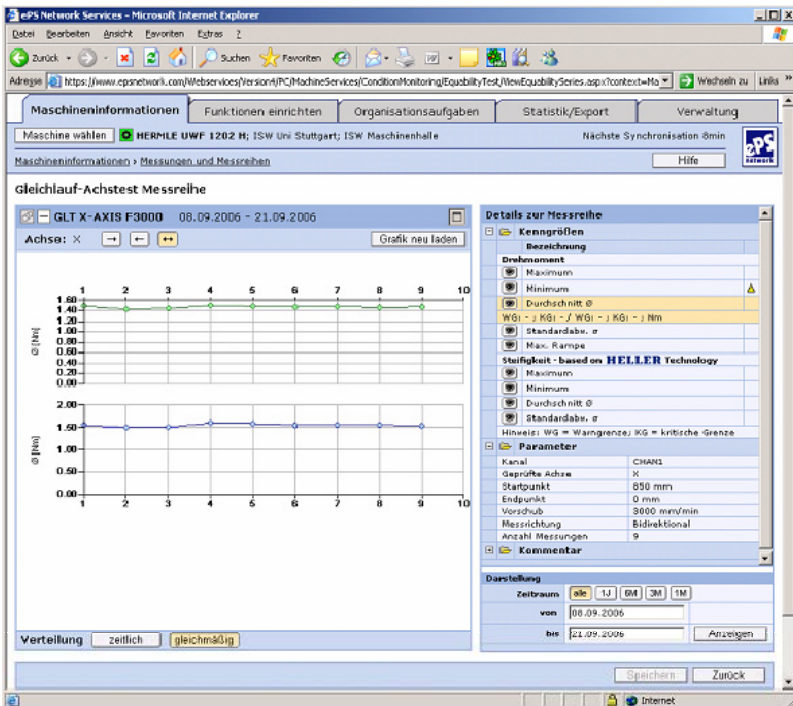 ePS Network Services - Microsoft Internet Explorer
Datei Bearbeiten Ansicht Favoriten Extras ?
Zurück Suchen Favoriten
Adresse https://www.epsnetwork.com/Webservices/Version4/PC/MachineServices/ConditionMonitoring/EquabilityTest/ViewEquabilitySeries.aspx?context=Ma Wechseln zu Links »
Maschineninformationen Funktionen einrichten Organisationsaufgaben Statistik/Export Verwaltung
Maschine wählen HERMLE UWF 1202 H; ISW Uni Stuttgart; ISW Maschinenhalle Nächste Synchronisation 8min
ePS network
Maschineninformationen › Messungen und Messreihen Hilfe
Gleichlauf-Achstest Messreihe
GLT X-AXIS F3000 08.09.2006 - 21.09.2006
Achse: X → ← ↔ Grafik neu laden
1 2 3 4 5 6 7 8 9 10
1.60
1.40
1.20
1.00
0.80
0.60
0.40
0.20
0.00
Ø [Nm]
2.00
1.50
1.00
0.50
0.00
Ø [Nm]
1 2 3 4 5 6 7 8 9 10
Verteilung zeitlich gleichmäßig
Details zur Messreihe
Kenngrößen
Bezeichnung
Drehmoment
Maximum
Minimum
Durchschnitt Ø
WG↑ - ; KG↑ - ; WG↓ - ; KG↓ - ; Nm
Standardabw. σ
Max. Rampe
Steifigkeit - based on HELLER Technology
Maximum
Minimum
Durchschnitt Ø
Standardabw. σ
Hinweis: WG = Warngrenze; KG = kritische Grenze
Parameter
Kanal CHAN1
Geprüfte Achse X
Startpunkt 850 mm
Endpunkt 0 mm
Vorschub 3000 mm/min
Messrichtung Bidirektional
Anzahl Messungen 9
Kommentar
Darstellung
Zeitraum alle 1J 6M 3M 1M
von 08.09.2006
bis 21.09.2006 Anzeigen
Speichern Zurück
Internet